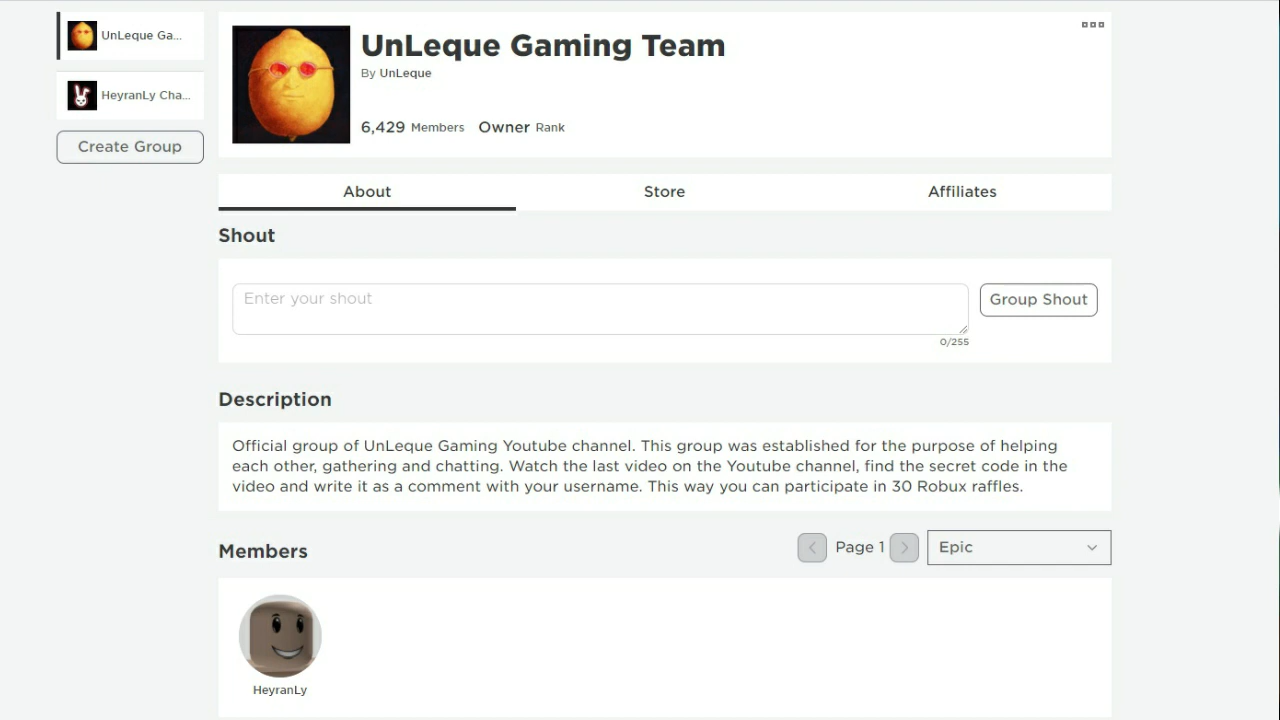 UnLeque Ga...
HeyranLy Cha...
Create Group
UnLeque Gaming Team
By UnLeque
6,429 Members Owner Rank
About Store Affiliates
Shout
Enter your shout
Group Shout
0/255
Description
Official group of UnLeque Gaming Youtube channel. This group was established for the purpose of helping
each other, gathering and chatting. Watch the last video on the Youtube channel, find the secret code in the
video and write it as a comment with your username. This way you can participate in 30 Robux raffles.
Members
Page 1
Epic
HeyranLy